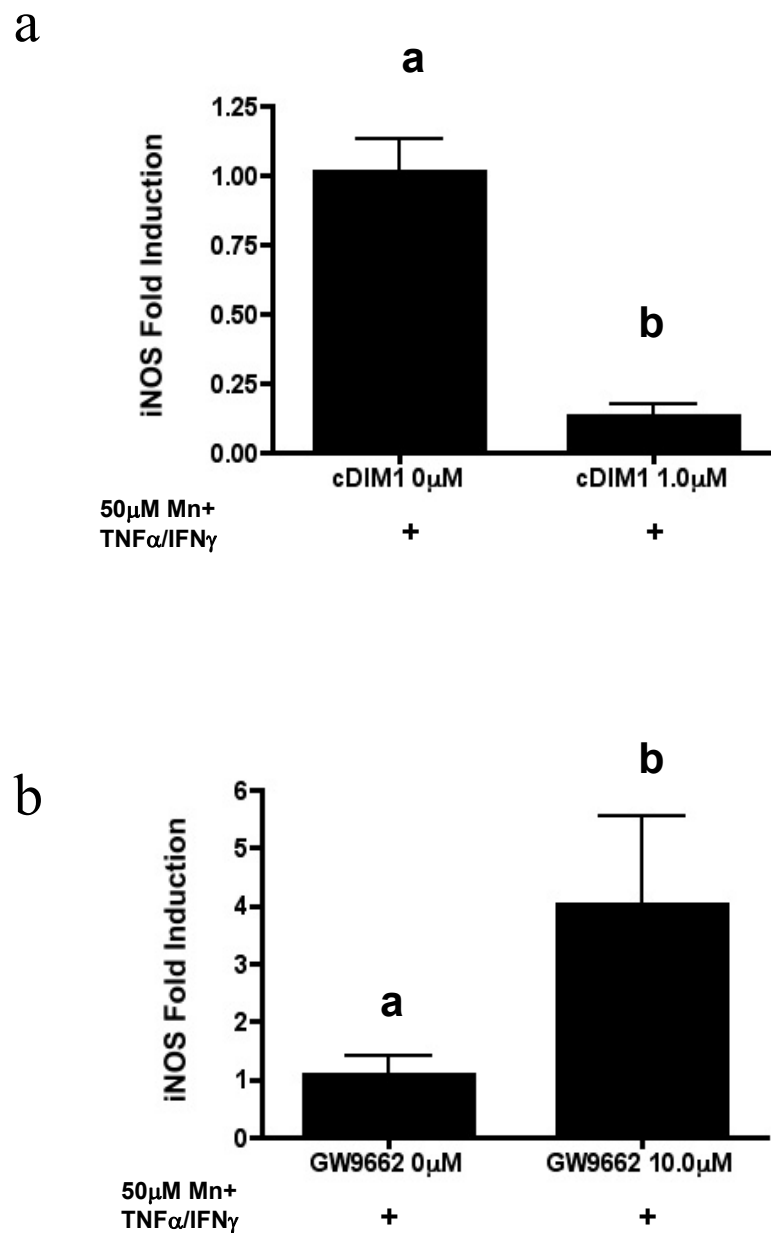 a
a
1.25
iNOS Fold Induction
1.00
0.75
0.50
b
0.25
0.00
cDIM1 0μM cDIM1 1.0μM
50μM Mn+
TNFα/IFNγ + +
b
b
6
iNOS Fold Induction
5
4
3
a
2
1
0
GW9662 0μM GW9662 10.0μM
50μM Mn+
TNFα/IFNγ + +